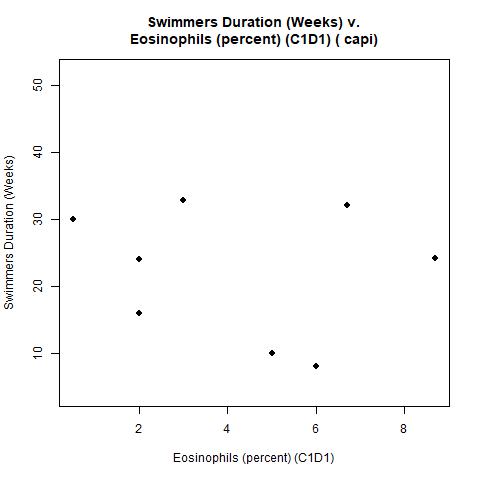 Swimmers Duration (Weeks) v.
Eosinophils (percent) (C1D1) ( capi)
Swimmers Duration (Weeks)
50
40
30
20
10
2 4 6 8
Eosinophils (percent) (C1D1)